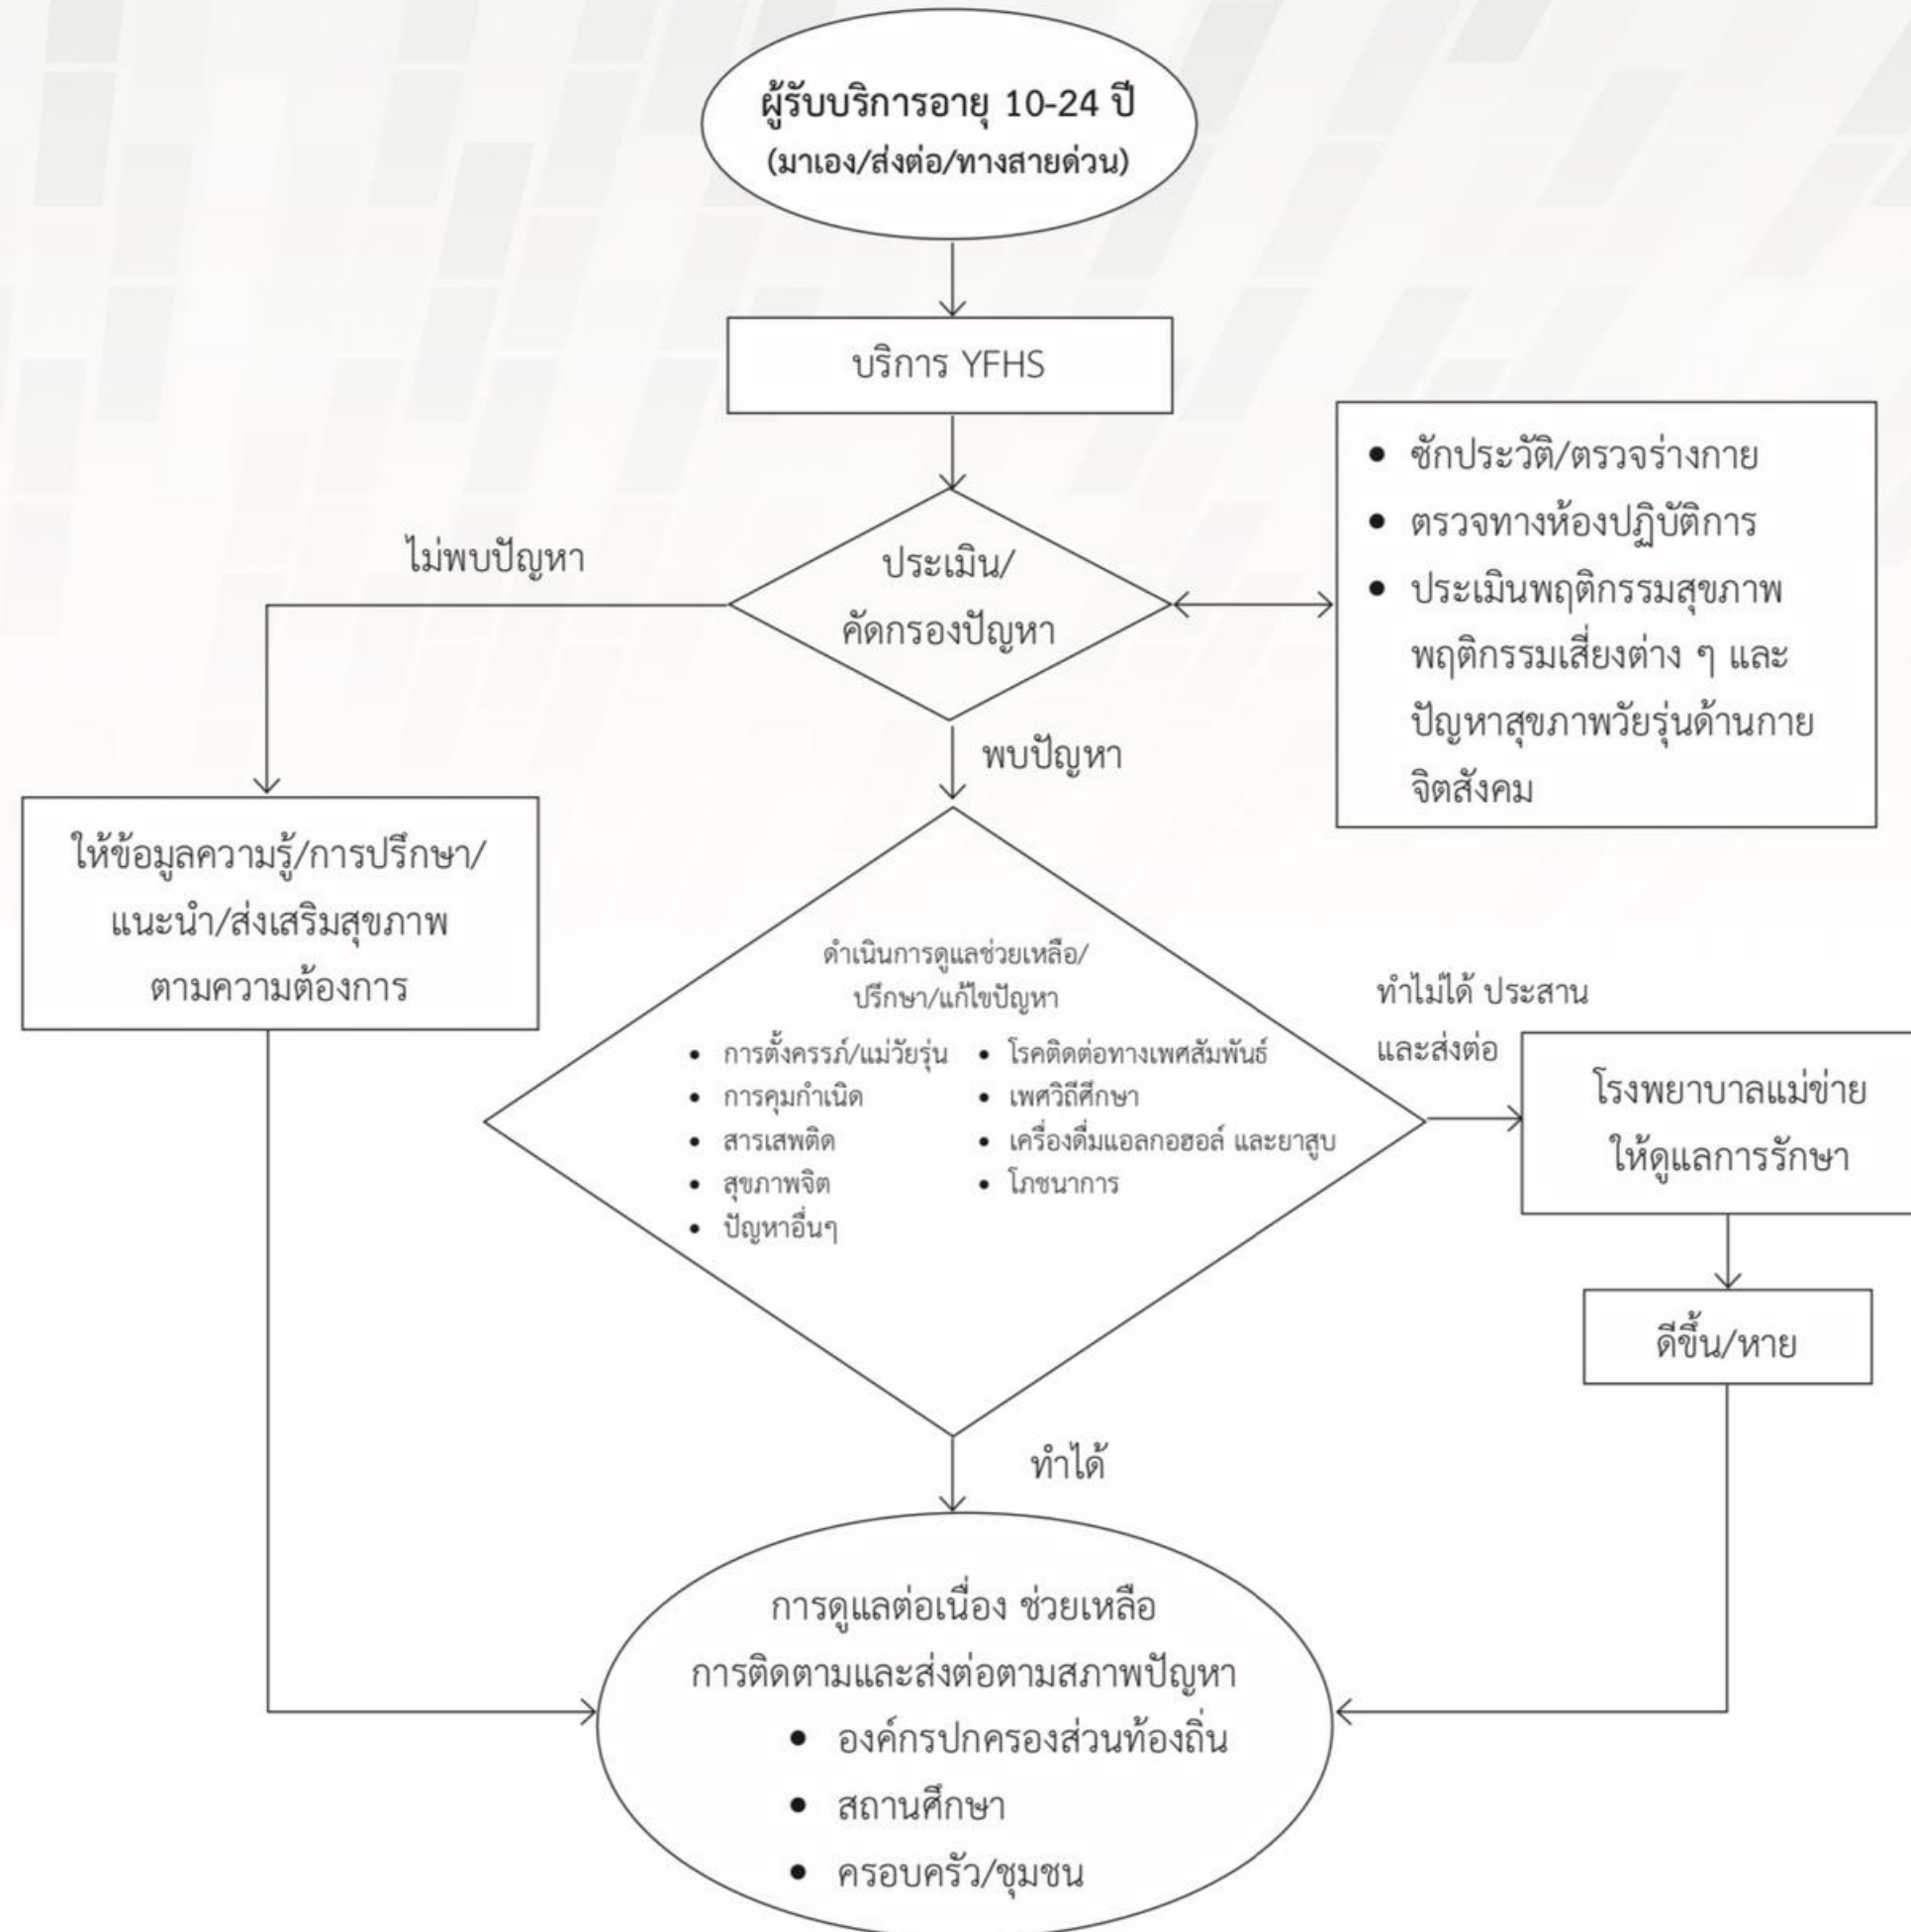 ผู้รับบริการอายุ 10-24 ปี
(มาเอง/ส่งต่อ/ทางสายด่วน)
บริการ YFHS
ประเมิน/
คัดกรองปัญหา
• ซักประวัติ/ตรวจร่างกาย
• ตรวจทางห้องปฏิบัติการ
• ประเมินพฤติกรรมสุขภาพ
พฤติกรรมเสี่ยงต่าง ๆ และ
ปัญหาสุขภาพวัยรุ่นด้านกาย
จิตสังคม
ไม่พบปัญหา
พบปัญหา
ให้ข้อมูลความรู้/การปรึกษา/
แนะนำ/ส่งเสริมสุขภาพ
ตามความต้องการ
ดำเนินการดูแลช่วยเหลือ/
ปรึกษา/แก้ไขปัญหา
• การตั้งครรภ์/แม่วัยรุ่น
• การคุมกำเนิด
• สารเสพติด
• สุขภาพจิต
• ปัญหาอื่นๆ
• โรคติดต่อทางเพศสัมพันธ์
• เพศวิถีศึกษา
• เครื่องดื่มแอลกอฮอล์ และยาสูบ
• โภชนาการ
ทำไม่ได้ ประสาน
และส่งต่อ
โรงพยาบาลแม่ข่าย
ให้ดูแลการรักษา
ดีขึ้น/หาย
ทำได้
การดูแลต่อเนื่อง ช่วยเหลือ
การติดตามและส่งต่อตามสภาพปัญหา
• องค์กรปกครองส่วนท้องถิ่น
• สถานศึกษา
• ครอบครัว/ชุมชน